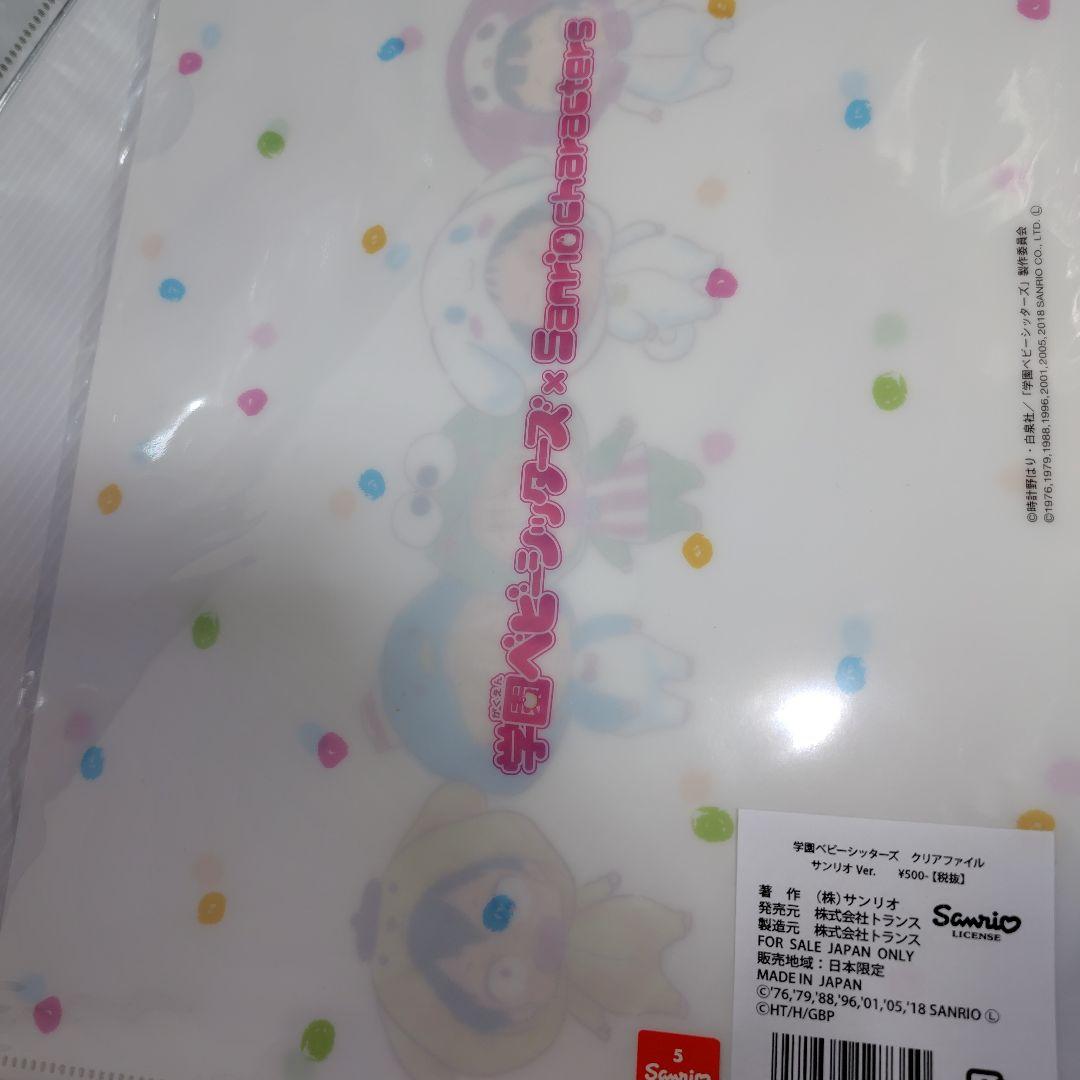 がくえん
学園ベビーシッターズ×Sanrio characters
©時計野はり・白泉社／「学園ベビーシッターズ」製作委員会
©1976,1979,1988,1996,2001,2005,2018 SANRIO CO., LTD. Ⓛ
学園ベビーシッターズ クリアファイル
サンリオ Ver. ¥500-【税抜】
著 作 （株）サンリオ
発売元 株式会社トランス
製造元 株式会社トランス
Sanrio
LICENSE
FOR SALE JAPAN ONLY
販売地域：日本限定
MADE IN JAPAN
©'76,'79,'88,'96,'01,'05,'18 SANRIO Ⓛ
©HT/H/GBP
5
Sanrio